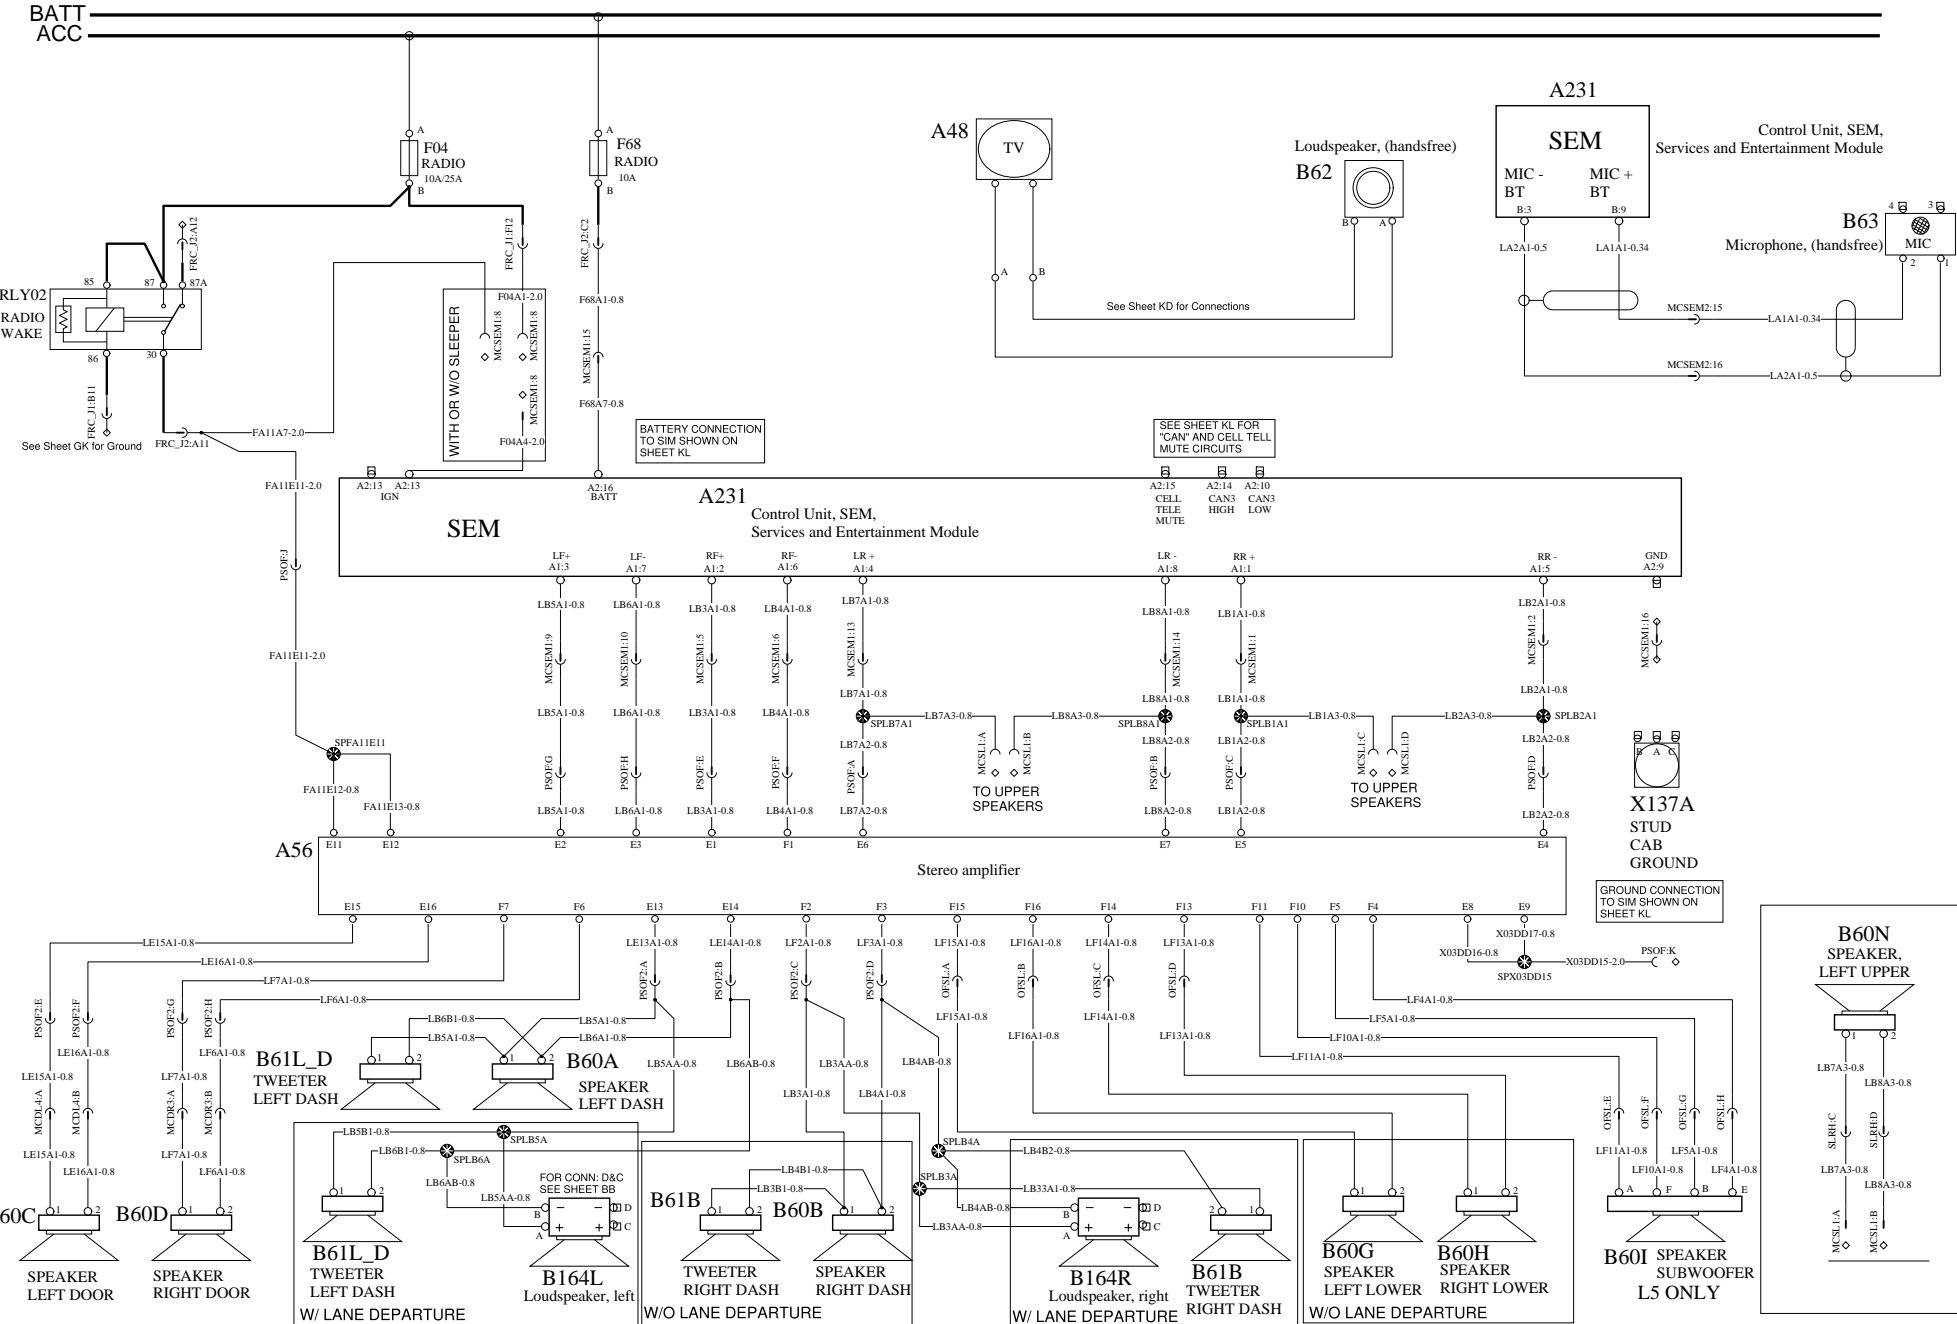 BATT
ACC
A
F04
RADIO
10A/25A
B
A
F68
RADIO
10A
B
A48
TV
A
B
Loudspeaker, (handsfree)
B62
B
A
See Sheet KD for Connections
A231
SEM
MIC -
BT
MIC +
BT
B:3
B:9
Control Unit, SEM,
Services and Entertainment Module
B63
Microphone, (handsfree)
4
3
MIC
2
1
LA2A1-0.5
LA1A1-0.34
MCSEM2:15
LA1A1-0.34
MCSEM2:16
LA2A1-0.5
FRC_J2:A12
85
87
87A
RLY02
RADIO
WAKE
86
30
FRC_J1:B11
See Sheet GK for Ground
FRC_J2:A11
FA11A7-2.0
FRC_J1:F12
F04A1-2.0
MCSEM1:8
MCSEM1:8
MCSEM1:8
F04A4-2.0
WITH OR W/O SLEEPER
FRC_J2:C2
F68A1-0.8
MCSEM1:15
F68A7-0.8
BATTERY CONNECTION
TO SIM SHOWN ON
SHEET KL
SEE SHEET KL FOR
"CAN" AND CELL TELL
MUTE CIRCUITS
FA11E11-2.0
PSOF:J
FA11E11-2.0
A2:13
A2:13
IGN
A2:16
BATT
A231
SEM
Control Unit, SEM,
Services and Entertainment Module
A2:15
CELL
TELE
MUTE
A2:14
CAN3
HIGH
A2:10
CAN3
LOW
LF+
A1:3
LF-
A1:7
RF+
A1:2
RF-
A1:6
LR +
A1:4
LR -
A1:8
RR +
A1:1
RR -
A1:5
GND
A2:9
LB5A1-0.8
LB6A1-0.8
LB3A1-0.8
LB4A1-0.8
LB7A1-0.8
LB8A1-0.8
LB1A1-0.8
LB2A1-0.8
MCSEM1:9
MCSEM1:10
MCSEM1:5
MCSEM1:6
MCSEM1:13
MCSEM1:14
MCSEM1:1
MCSEM1:2
MCSEM1:16
LB5A1-0.8
LB6A1-0.8
LB3A1-0.8
LB4A1-0.8
LB7A1-0.8
LB8A1-0.8
LB1A1-0.8
LB2A1-0.8
SPLB7A1
LB7A3-0.8
LB8A3-0.8
SPLB8A1
SPLB1A1
LB1A3-0.8
LB2A3-0.8
SPLB2A1
LB7A2-0.8
LB8A2-0.8
LB1A2-0.8
LB2A2-0.8
MCSL1:A
MCSL1:B
MCSL1:C
MCSL1:D
TO UPPER
SPEAKERS
TO UPPER
SPEAKERS
PSOF:G
PSOF:H
PSOF:E
PSOF:F
PSOF:A
PSOF:B
PSOF:C
PSOF:D
LB5A1-0.8
LB6A1-0.8
LB3A1-0.8
LB4A1-0.8
LB7A2-0.8
LB8A2-0.8
LB1A2-0.8
LB2A2-0.8
SPFA11E11
FA11E12-0.8
FA11E13-0.8
B
A
C
X137A
STUD
CAB
GROUND
GROUND CONNECTION
TO SIM SHOWN ON
SHEET KL
A56
E11
E12
E2
E3
E1
F1
E6
E7
E5
E4
Stereo amplifier
E15
E16
F7
F6
E13
E14
F2
F3
F15
F16
F14
F13
F11
F10
F5
F4
E8
E9
LE15A1-0.8
LE16A1-0.8
LF7A1-0.8
LF6A1-0.8
LE13A1-0.8
LE14A1-0.8
LF2A1-0.8
LF3A1-0.8
LF15A1-0.8
LF16A1-0.8
LF14A1-0.8
LF13A1-0.8
X03DD17-0.8
X03DD16-0.8
SPX03DD15
X03DD15-2.0
PSOF:K
PSOF2:A
PSOF2:B
PSOF2:C
PSOF2:D
OFSL:A
OFSL:B
OFSL:C
OFSL:D
PSOF2:E
PSOF2:F
PSOF2:G
PSOF2:H
LF15A1-0.8
LF16A1-0.8
LF14A1-0.8
LF13A1-0.8
LF4A1-0.8
LF5A1-0.8
LF10A1-0.8
LF11A1-0.8
LE15A1-0.8
LE16A1-0.8
LF7A1-0.8
LF6A1-0.8
MCDL4:A
MCDL4:B
MCDR3:A
MCDR3:B
LE15A1-0.8
LE16A1-0.8
LF7A1-0.8
LF6A1-0.8
LB6B1-0.8
LB5A1-0.8
LB5A1-0.8
LB6A1-0.8
1
2
1
2
B61L_D
TWEETER
LEFT DASH
B60A
SPEAKER
LEFT DASH
LB5AA-0.8
LB6AB-0.8
LB3A1-0.8
LB3AA-0.8
LB4A1-0.8
LB4AB-0.8
60C
1
2
SPEAKER
LEFT DOOR
B60D
1
2
SPEAKER
RIGHT DOOR
LB5B1-0.8
SPLB5A
LB6B1-0.8
SPLB6A
LB6AB-0.8
LB5AA-0.8
FOR CONN: D&C
SEE SHEET BB
1
2
B61L_D
TWEETER
LEFT DASH
B
A
D
C
B164L
Loudspeaker, left
W/ LANE DEPARTURE
LB4B1-0.8
LB3B1-0.8
B61B
1
2
TWEETER
RIGHT DASH
B60B
1
2
SPEAKER
RIGHT DASH
W/O LANE DEPARTURE
SPLB4A
SPLB3A
LB4B2-0.8
LB33A1-0.8
LB4AB-0.8
LB3AA-0.8
B
A
D
C
B164R
Loudspeaker, right
2
1
B61B
TWEETER
RIGHT DASH
W/ LANE DEPARTURE
1
2
B60G
SPEAKER
LEFT LOWER
1
2
B60H
SPEAKER
RIGHT LOWER
W/O LANE DEPARTURE
OFSL:E
OFSL:F
OFSL:G
OFSL:H
LF11A1-0.8
LF10A1-0.8
LF5A1-0.8
LF4A1-0.8
A
F
B
E
B60I
SPEAKER
SUBWOOFER
L5 ONLY
B60N
SPEAKER,
LEFT UPPER
1
2
LB7A3-0.8
LB8A3-0.8
SLRH:C
SLRH:D
LB7A3-0.8
LB8A3-0.8
MCSL1:A
MCSL1:B